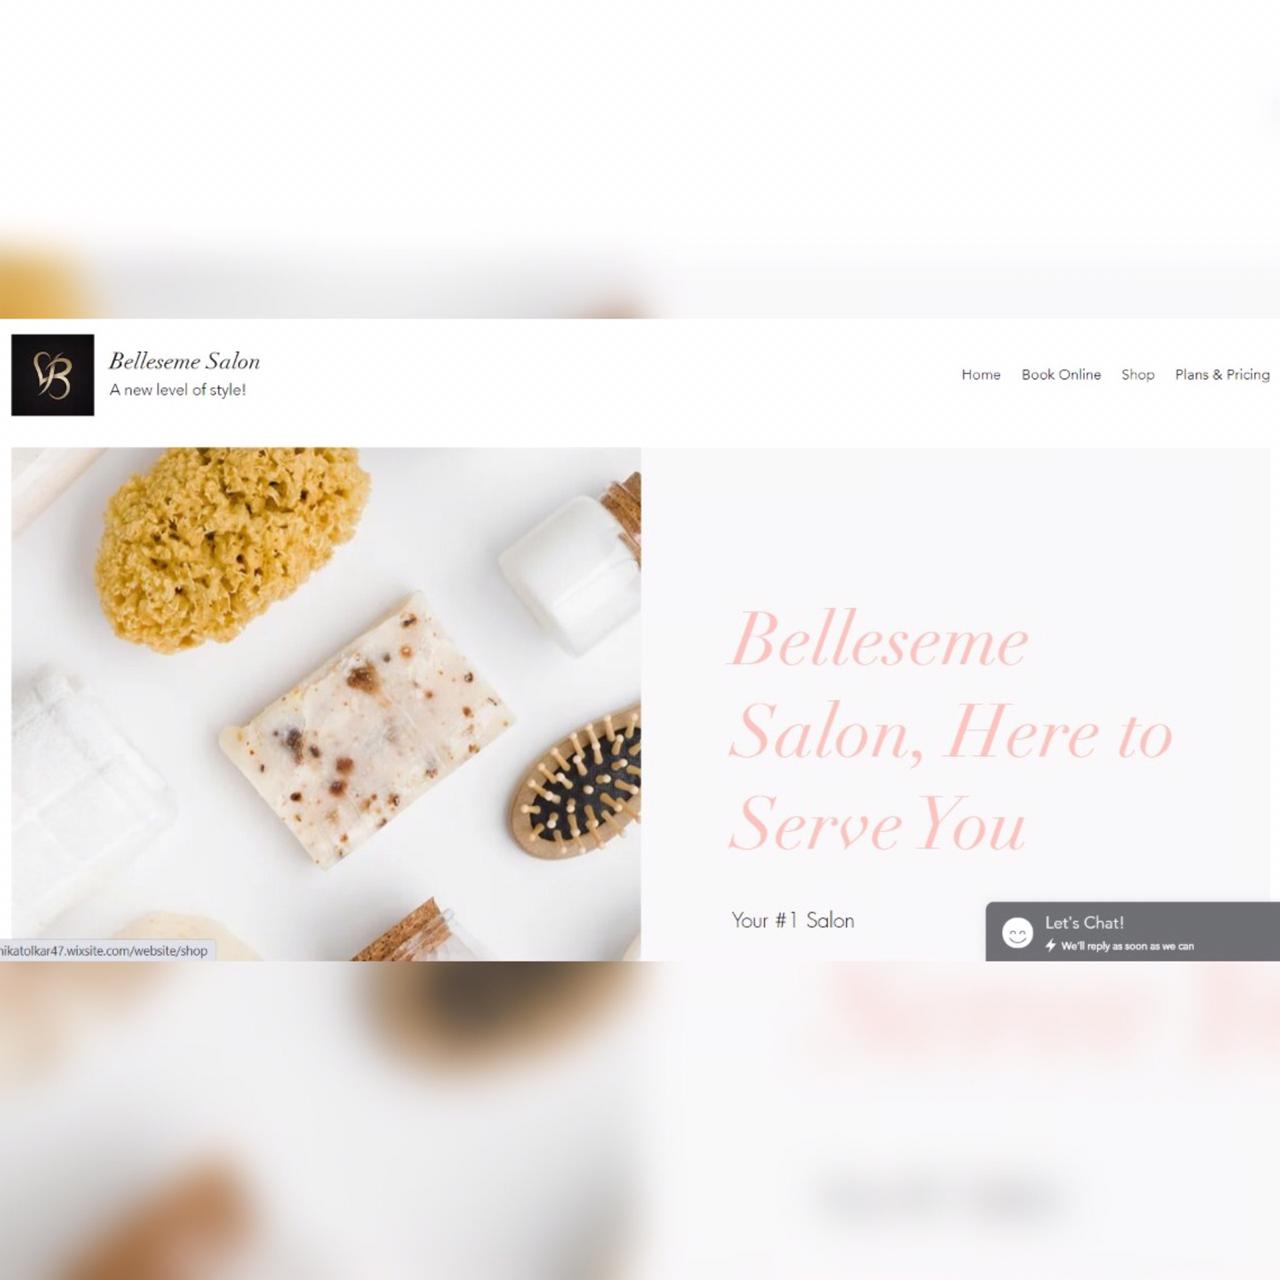 Belleseme Salon
A new level of style!
Home Book Online Shop Plans & Pricing
Belleseme
Salon, Here to
Serve You
Your #1 Salon
Let's Chat!
We'll reply as soon as we can
nikatolkar47.wixsite.com/website/shop